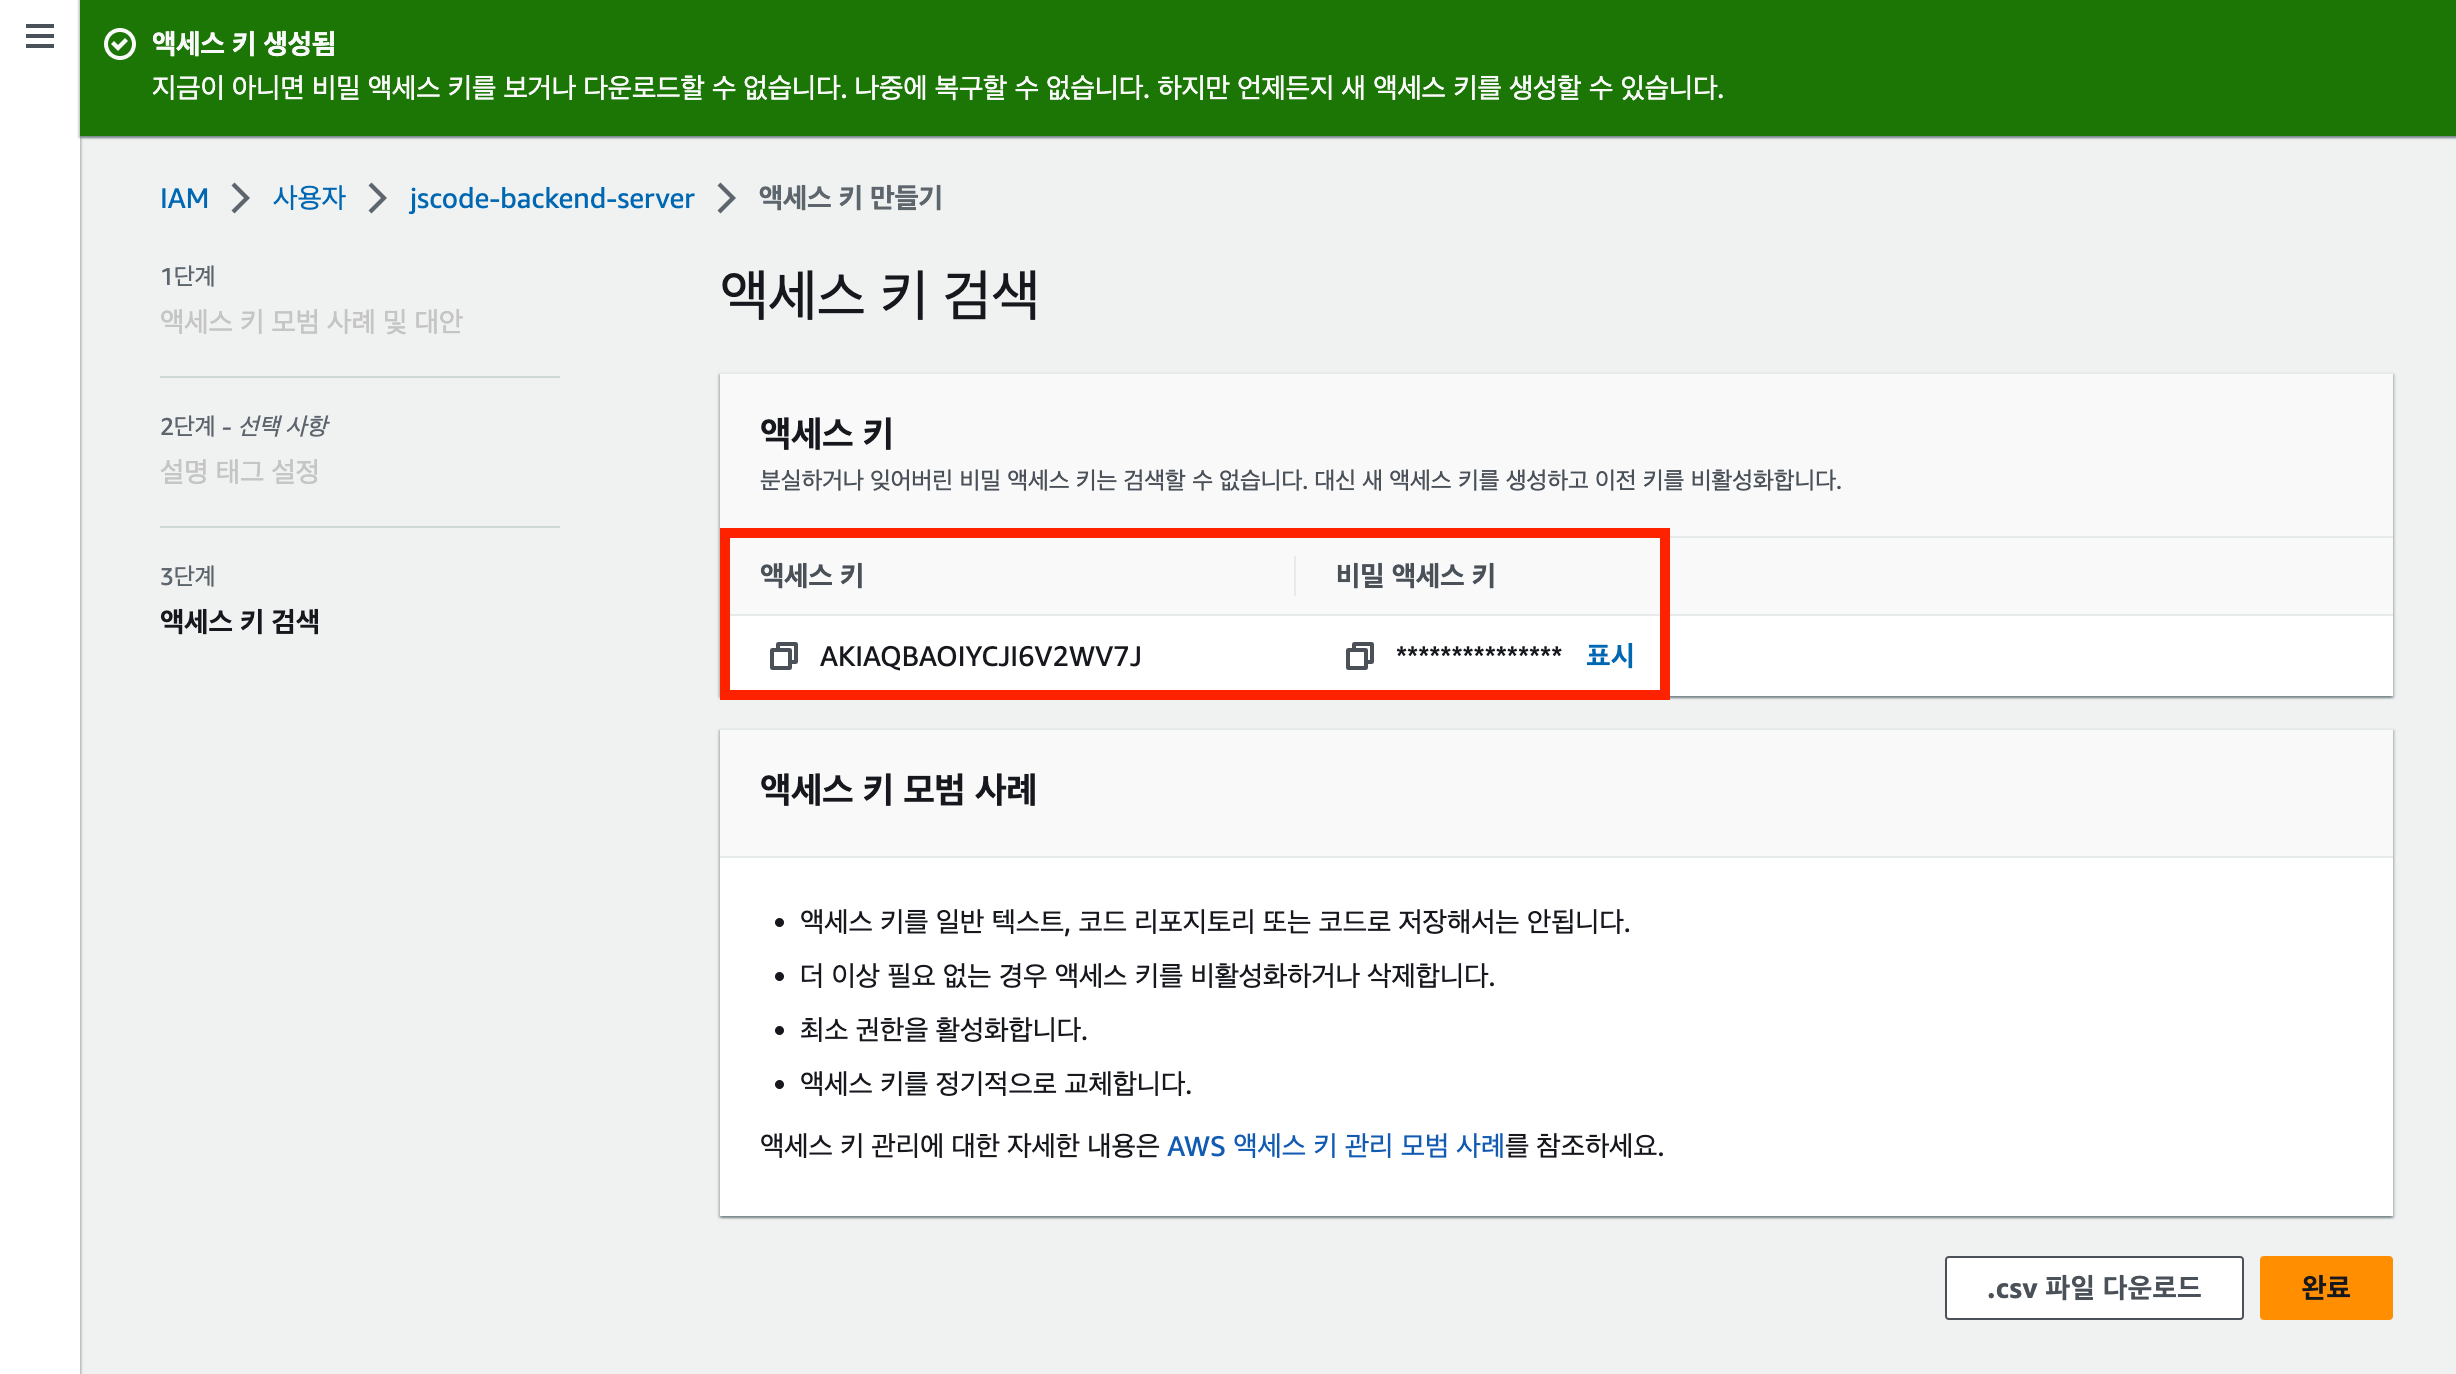 액세스 키 생성됨
지금이 아니면 비밀 액세스 키를 보거나 다운로드할 수 없습니다. 나중에 복구할 수 없습니다. 하지만 언제든지 새 액세스 키를 생성할 수 있습니다.
IAM > 사용자 > jscode-backend-server > 액세스 키 만들기
1단계
액세스 키 모범 사례 및 대안
2단계 - 선택 사항
설명 태그 설정
3단계
액세스 키 검색
액세스 키 검색
액세스 키
분실하거나 잊어버린 비밀 액세스 키는 검색할 수 없습니다. 대신 새 액세스 키를 생성하고 이전 키를 비활성화합니다.
액세스 키 비밀 액세스 키
AKIAQBAOIYCJI6V2WV7J *************** 표시
액세스 키 모범 사례
• 액세스 키를 일반 텍스트, 코드 리포지토리 또는 코드로 저장해서는 안됩니다.
• 더 이상 필요 없는 경우 액세스 키를 비활성화하거나 삭제합니다.
• 최소 권한을 활성화합니다.
• 액세스 키를 정기적으로 교체합니다.
액세스 키 관리에 대한 자세한 내용은 AWS 액세스 키 관리 모범 사례를 참조하세요.
.csv 파일 다운로드 완료